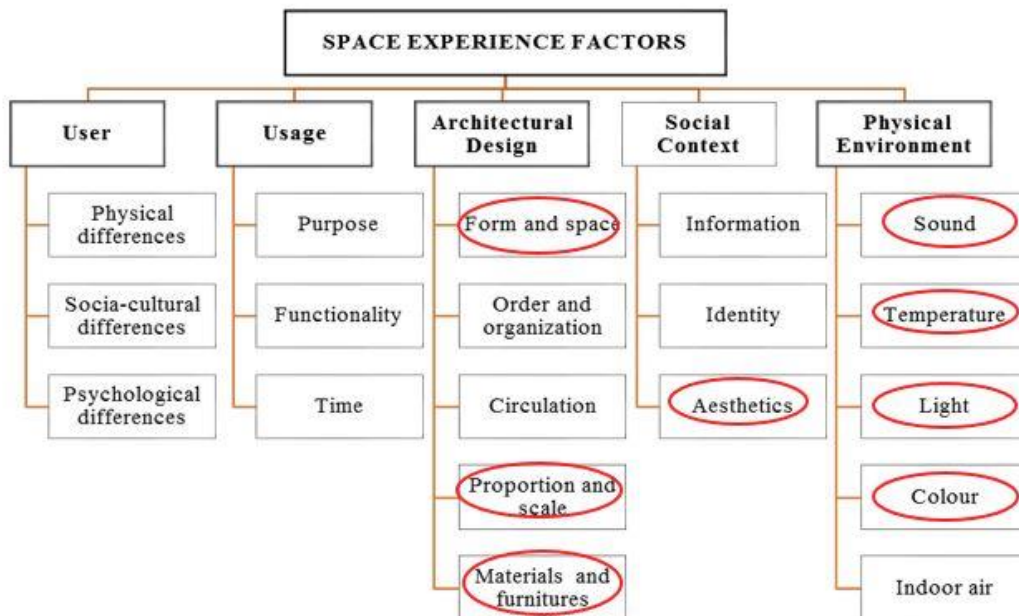 SPACE EXPERIENCE FACTORS
User
Usage
Architectural
Design
Social
Context
Physical
Environment
Physical
differences
Purpose
Form and space
Information
Sound
Socia-cultural
differences
Functionality
Order and
organization
Identity
Temperature
Psychological
differences
Time
Circulation
Aesthetics
Light
Proportion and
scale
Colour
Materials and
furnitures
Indoor air